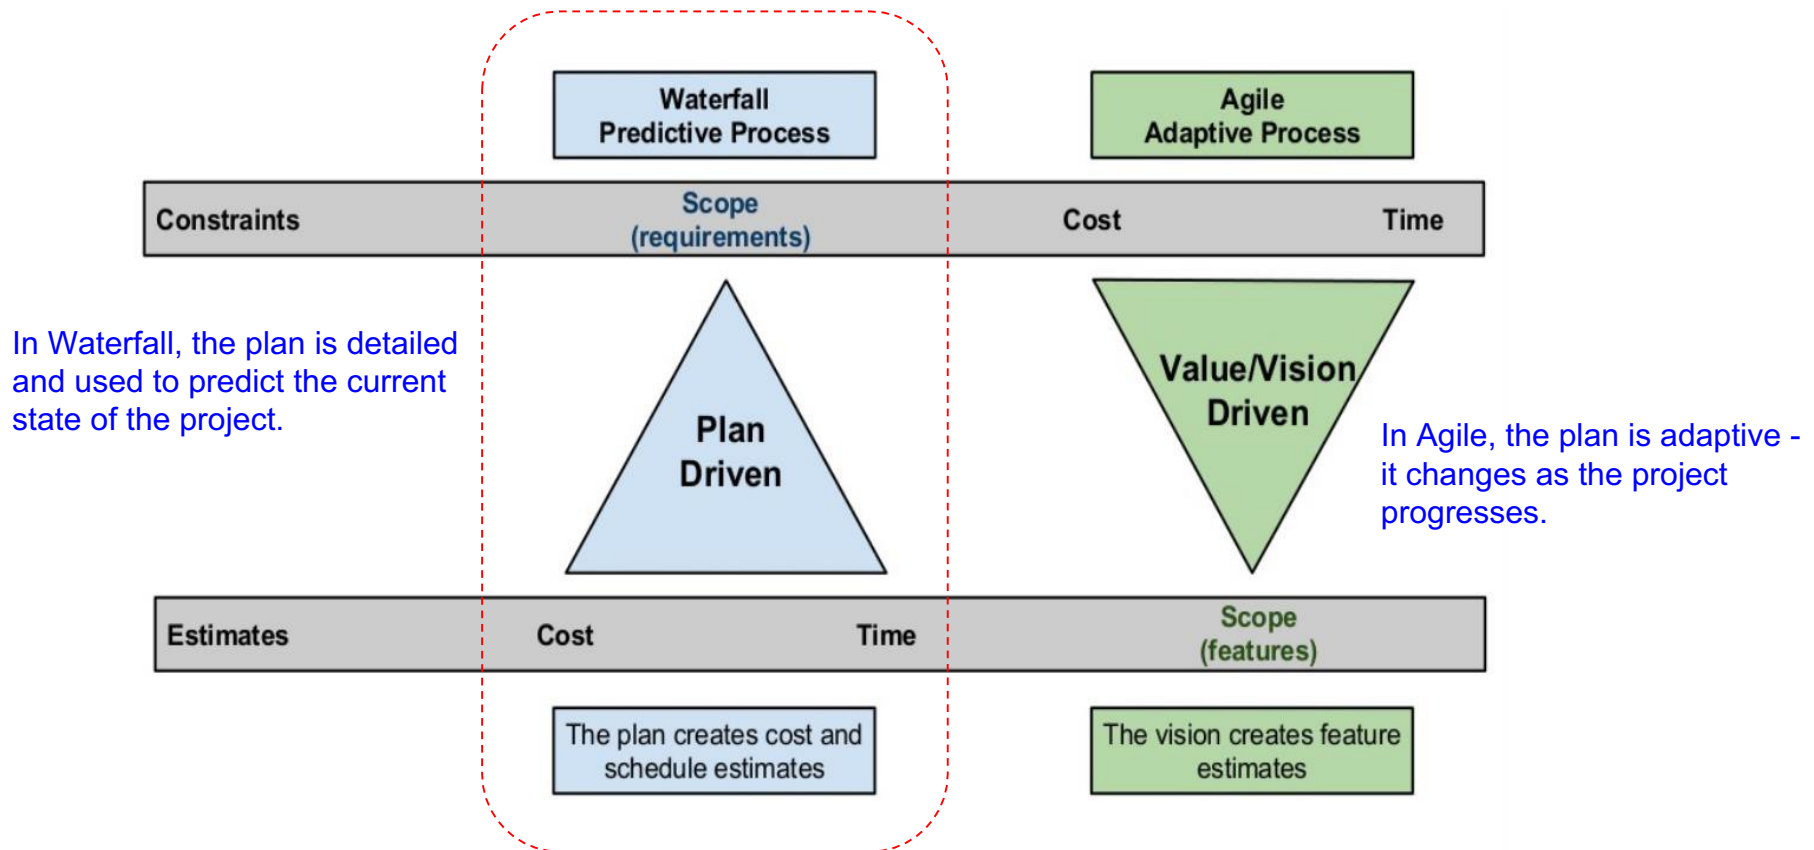 Waterfall
Predictive Process
Agile
Adaptive Process
Constraints
Scope
(requirements)
Cost
Time
In Waterfall, the plan is detailed
and used to predict the current
state of the project.
Plan
Driven
Value/Vision
Driven
In Agile, the plan is adaptive -
it changes as the project
progresses.
Estimates
Cost
Time
Scope
(features)
The plan creates cost and
schedule estimates
The vision creates feature
estimates